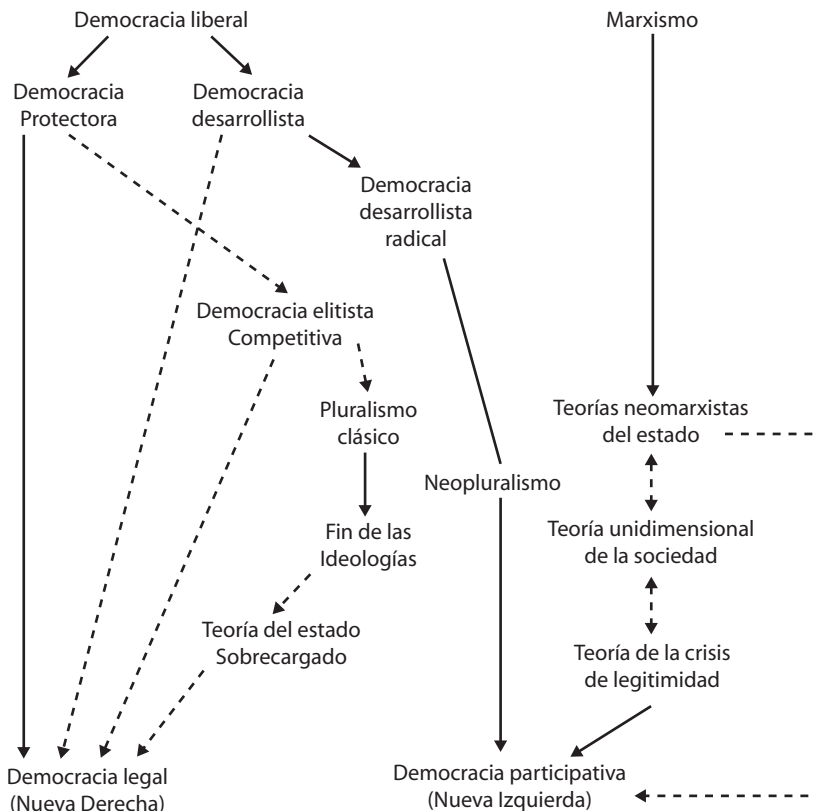 Democracia liberal
Marxismo
Democracia
Protectora
Democracia
desarrollista
Democracia
desarrollista
radical
Democracia elitista
Competitiva
Pluralismo
clásico
Teorías neomarxistas
del estado
Neopluralismo
Fin de las
Ideologías
Teoría unidimensional
de la sociedad
Teoría del estado
Sobrecargado
Teoría de la crisis
de legitimidad
Democracia legal
(Nueva Derecha)
Democracia participativa
(Nueva Izquierda)